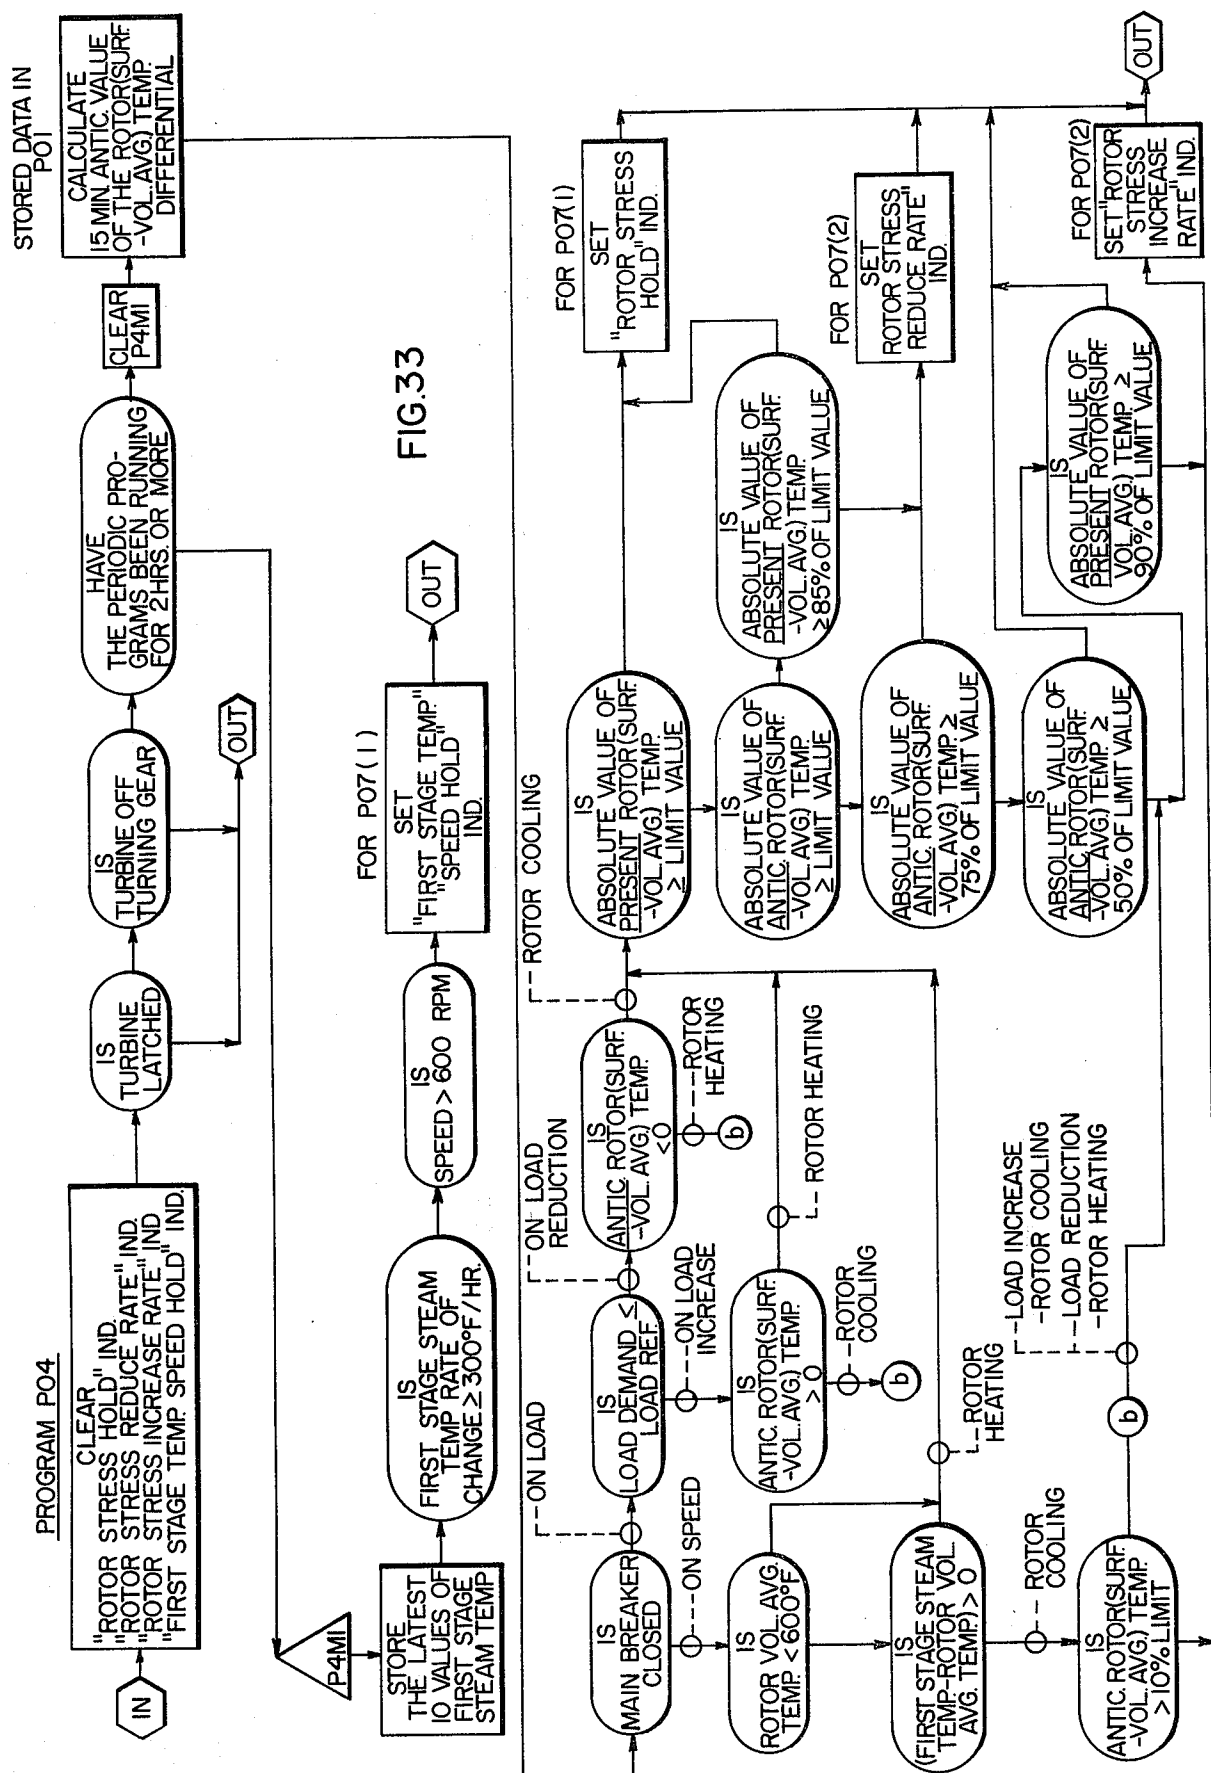 PROGRAM P04
IN
CLEAR
"ROTOR STRESS HOLD" IND.
"ROTOR STRESS REDUCE RATE" IND.
"ROTOR STRESS INCREASE RATE" IND
"FIRST STAGE TEMP. SPEED HOLD" IND.
IS
TURBINE
LATCHED
IS
TURBINE OFF
TURNING GEAR
OUT
HAVE
THE PERIODIC PRO-
GRAMS BEEN RUNNING
FOR 2HRS. OR MORE
CLEAR
P4MI
STORED DATA IN
P01
CALCULATE
15 MIN. ANTIC. VALUE
OF THE ROTOR(SURF.
-VOL.AVG.) TEMP.
DIFFERENTIAL
P4MI
STORE
THE LATEST
10 VALUES OF
FIRST STAGE
STEAM TEMP
IS
FIRST STAGE STEAM
TEMP RATE OF
CHANGE ≥ 300°F/HR.
IS
SPEED > 600 RPM
FOR P07(1)
SET
"FIRST STAGE TEMP."
SPEED HOLD"
IND.
OUT
FIG.33
IS
MAIN BREAKER
CLOSED
ON LOAD
ON SPEED
IS
LOAD DEMAND ≤
LOAD REF.
ON LOAD
REDUCTION
ON LOAD
INCREASE
IS
ANTIC. ROTOR(SURF.
-VOL. AVG.) TEMP.
<0
ROTOR COOLING
ROTOR
HEATING
b
IS
ANTIC. ROTOR(SURF.
-VOL. AVG.) TEMP.
> 0
ROTOR HEATING
ROTOR
COOLING
b
IS
ROTOR VOL. AVG.
TEMP. < 600°F
IS
(FIRST STAGE STEAM
TEMP-ROTOR VOL.
AVG. TEMP.) > 0
ROTOR
HEATING
ROTOR
COOLING
IS
ANTIC. ROTOR(SURF.
-VOL. AVG.) TEMP.
>10% LIMIT
b
LOAD INCREASE
-ROTOR COOLING
LOAD REDUCTION
-ROTOR HEATING
IS
ABSOLUTE VALUE OF
PRESENT ROTOR(SURF.
-VOL. AVG.) TEMP.
≥ LIMIT VALUE
IS
ABSOLUTE VALUE OF
ANTIC. ROTOR(SURF.
-VOL. AVG.) TEMP.
≥ LIMIT VALUE
IS
ABSOLUTE VALUE OF
ANTIC. ROTOR(SURF.
-VOL. AVG.) TEMP. ≥
75% OF LIMIT VALUE
IS
ABSOLUTE VALUE OF
ANTIC. ROTOR(SURF.
-VOL. AVG.) TEMP. ≥
50% OF LIMIT VALUE
IS
ABSOLUTE VALUE OF
PRESENT ROTOR(SURF.
-VOL. AVG.) TEMP.
≥85% OF LIMIT VALUE
IS
ABSOLUTE VALUE OF
PRESENT ROTOR(SURF.
VOL. AVG.) TEMP. ≥
90% OF LIMIT VALUE
FOR P07(1)
SET
"ROTOR STRESS
HOLD" IND.
FOR P07(2)
SET
ROTOR STRESS
REDUCE RATE"
IND.
FOR P07(2)
SET "ROTOR
STRESS
INCREASE
RATE" IND.
OUT